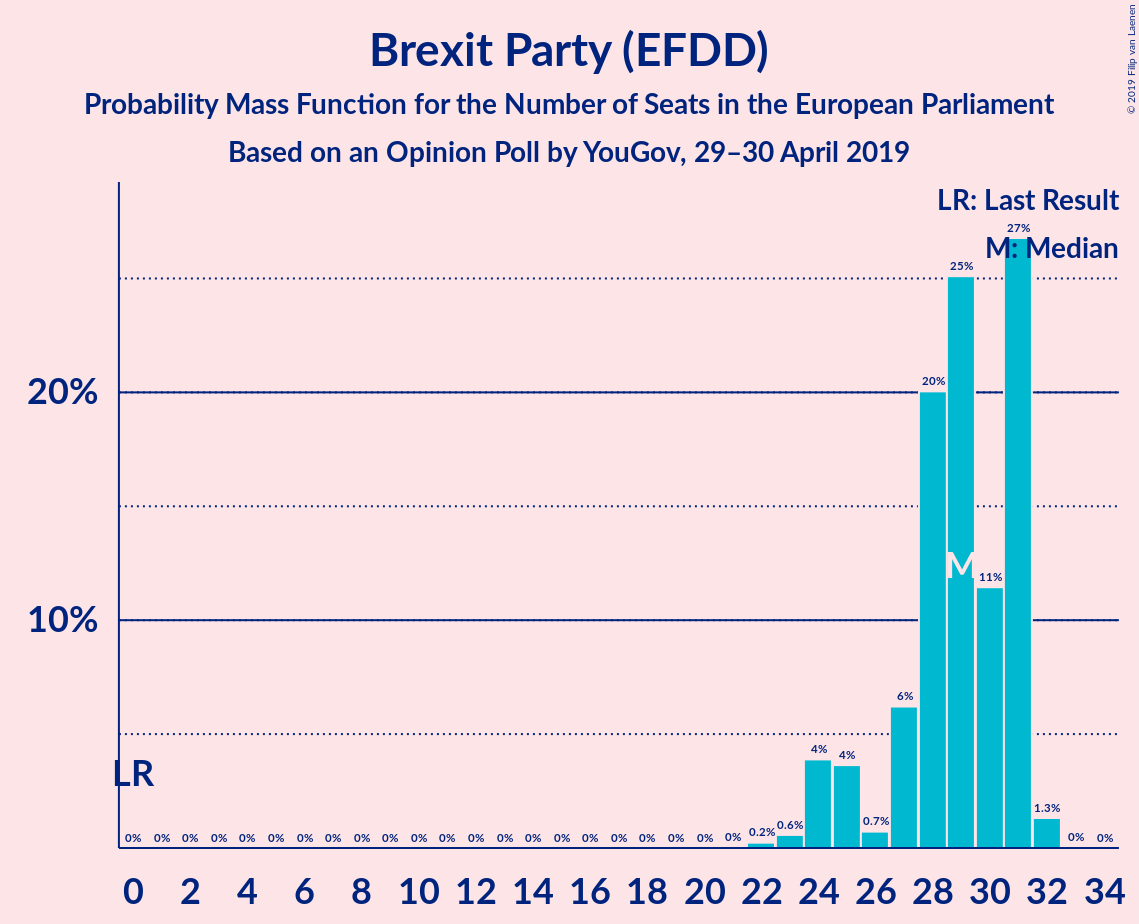 Brexit Party (EFDD)
Probability Mass Function for the Number of Seats in the European Parliament
Based on an Opinion Poll by YouGov, 29–30 April 2019
© 2019 Filip van Laenen
LR: Last Result
M: Median
27%
25%
20%
20%
M
11%
10%
6%
LR
4%
4%
1.3%
0% 0% 0% 0% 0% 0% 0% 0% 0% 0% 0% 0% 0% 0% 0% 0% 0% 0% 0% 0% 0% 0% 0.2% 0.6% 0.7% 0% 0%
0 2 4 6 8 10 12 14 16 18 20 22 24 26 28 30 32 34